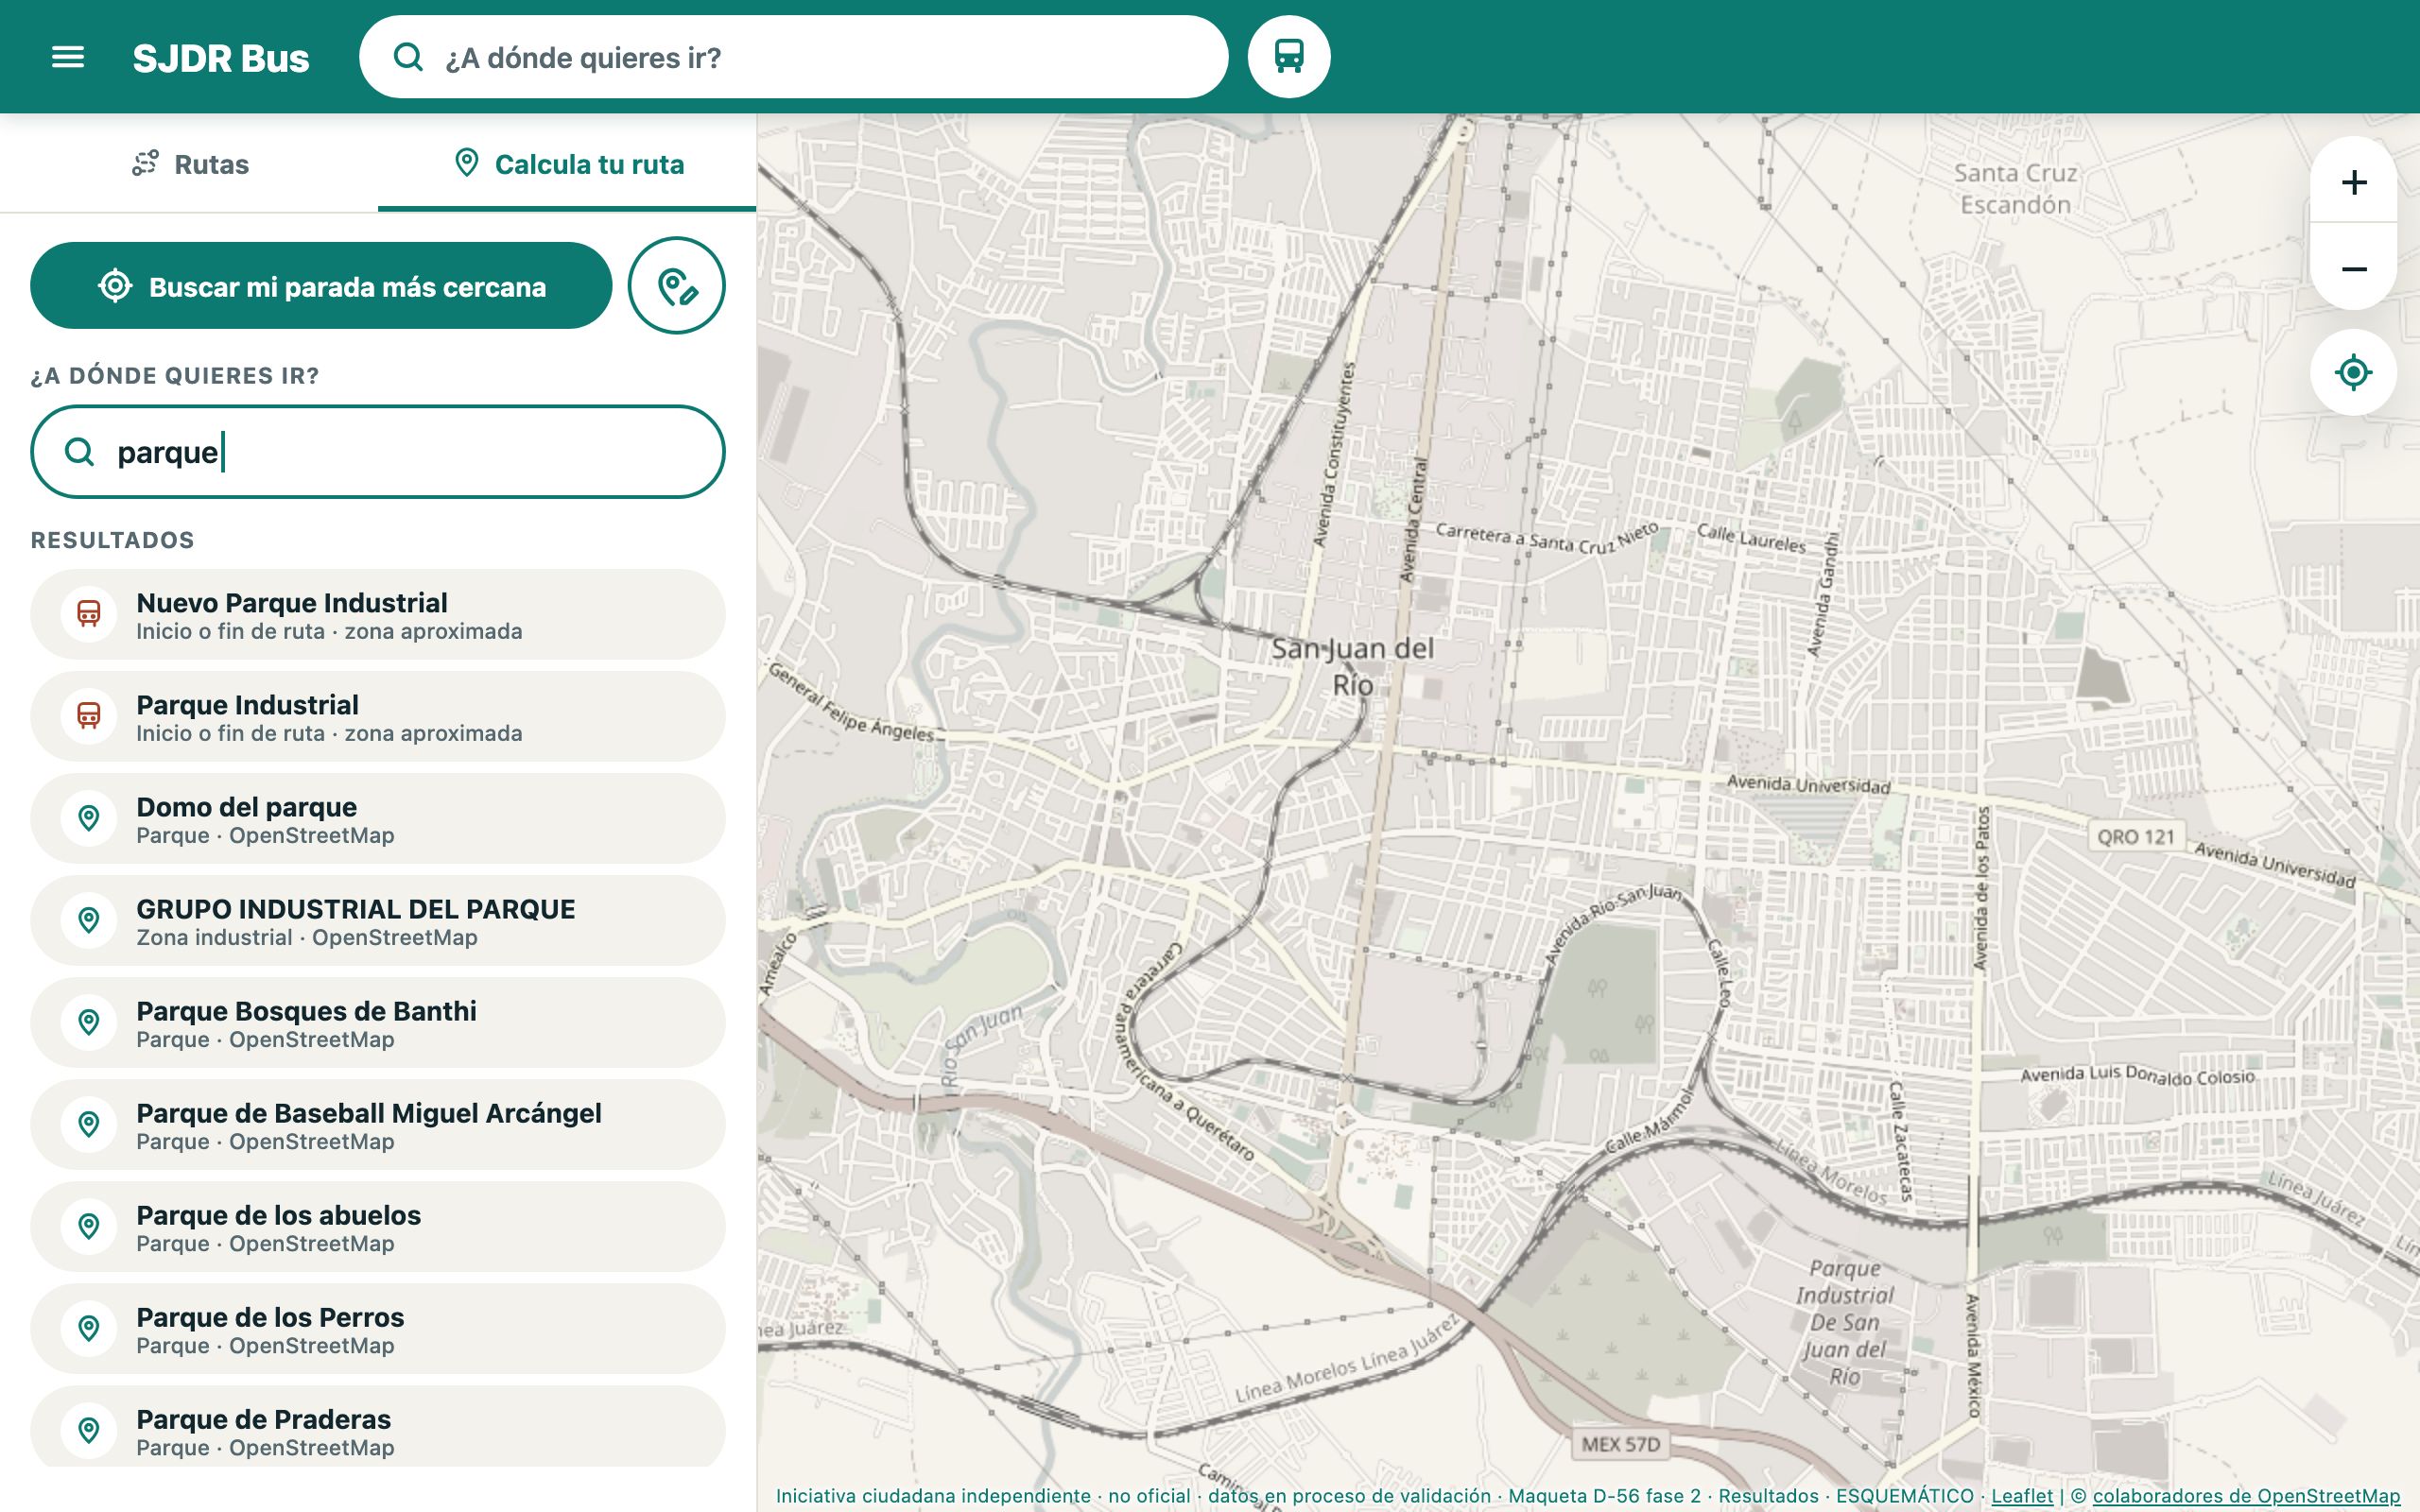 SJDR Bus
¿A dónde quieres ir?
Rutas
Calcula tu ruta
Buscar mi parada más cercana
¿A DÓNDE QUIERES IR?
parque
RESULTADOS
Nuevo Parque Industrial
Inicio o fin de ruta · zona aproximada
Parque Industrial
Inicio o fin de ruta · zona aproximada
Domo del parque
Parque · OpenStreetMap
GRUPO INDUSTRIAL DEL PARQUE
Zona industrial · OpenStreetMap
Parque Bosques de Banthi
Parque · OpenStreetMap
Parque de Baseball Miguel Arcángel
Parque · OpenStreetMap
Parque de los abuelos
Parque · OpenStreetMap
Parque de los Perros
Parque · OpenStreetMap
Parque de Praderas
Parque · OpenStreetMap
Santa Cruz
Escandón
+
−
Avenida Constituyentes
Avenida Central
Carretera a Santa Cruz Nieto
Calle Laureles
Avenida Gandhi
San Juan del
Río
General Felipe Ángeles
Avenida Universidad
QRO 121
Avenida Universidad
Avenida de los Patos
Avenida Río San Juan
Calle Leo
Amealco
Carretera Panamericana a Querétaro
Río San Juan
Avenida Luis Donaldo Colosio
Calle Zacatecas
Calle Mármol
Línea Morelos
Línea Juárez
Parque
Industrial
De San
Juan del
Río
Avenida México
nea Juárez
Línea Morelos Línea Juárez
MEX 57D
Iniciativa ciudadana independiente · no oficial · datos en proceso de validación · Maqueta D-56 fase 2 · Resultados · ESQUEMÁTICO · Leaflet | © colaboradores de OpenStreetMap